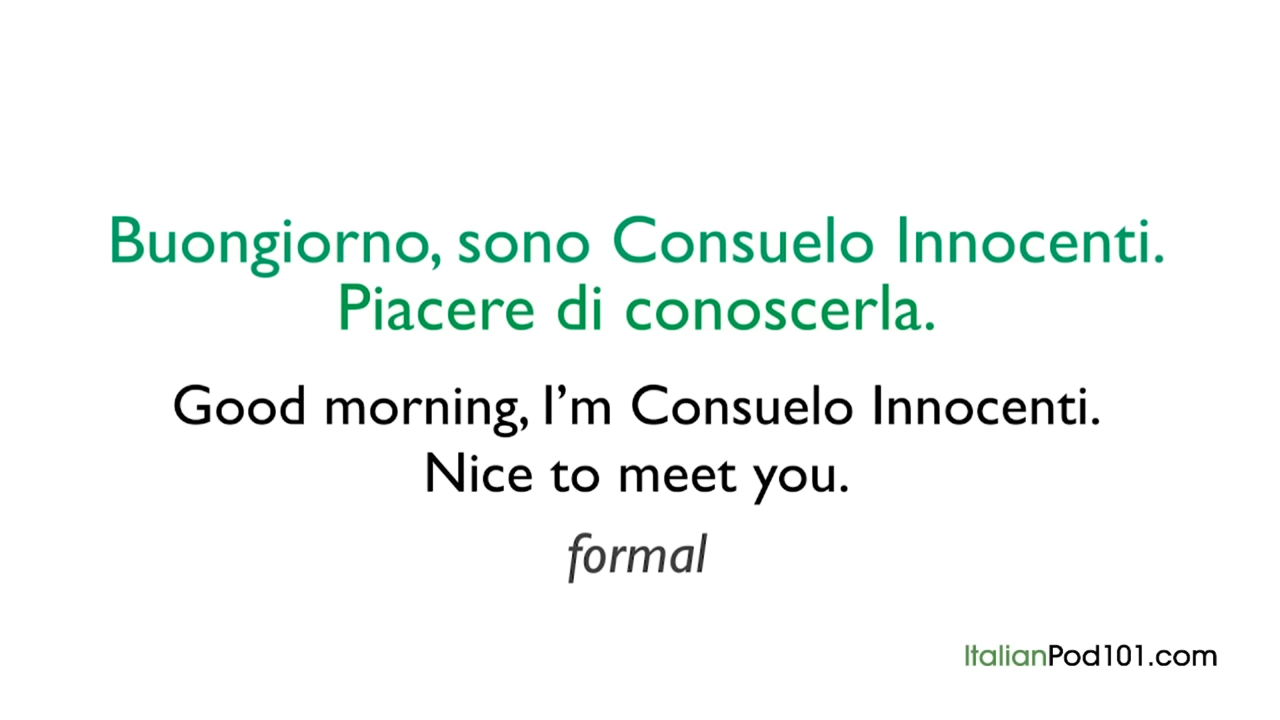 Buongiorno, sono Consuelo Innocenti.
Piacere di conoscerla.
Good morning, I’m Consuelo Innocenti.
Nice to meet you.
formal
ItalianPod101.com